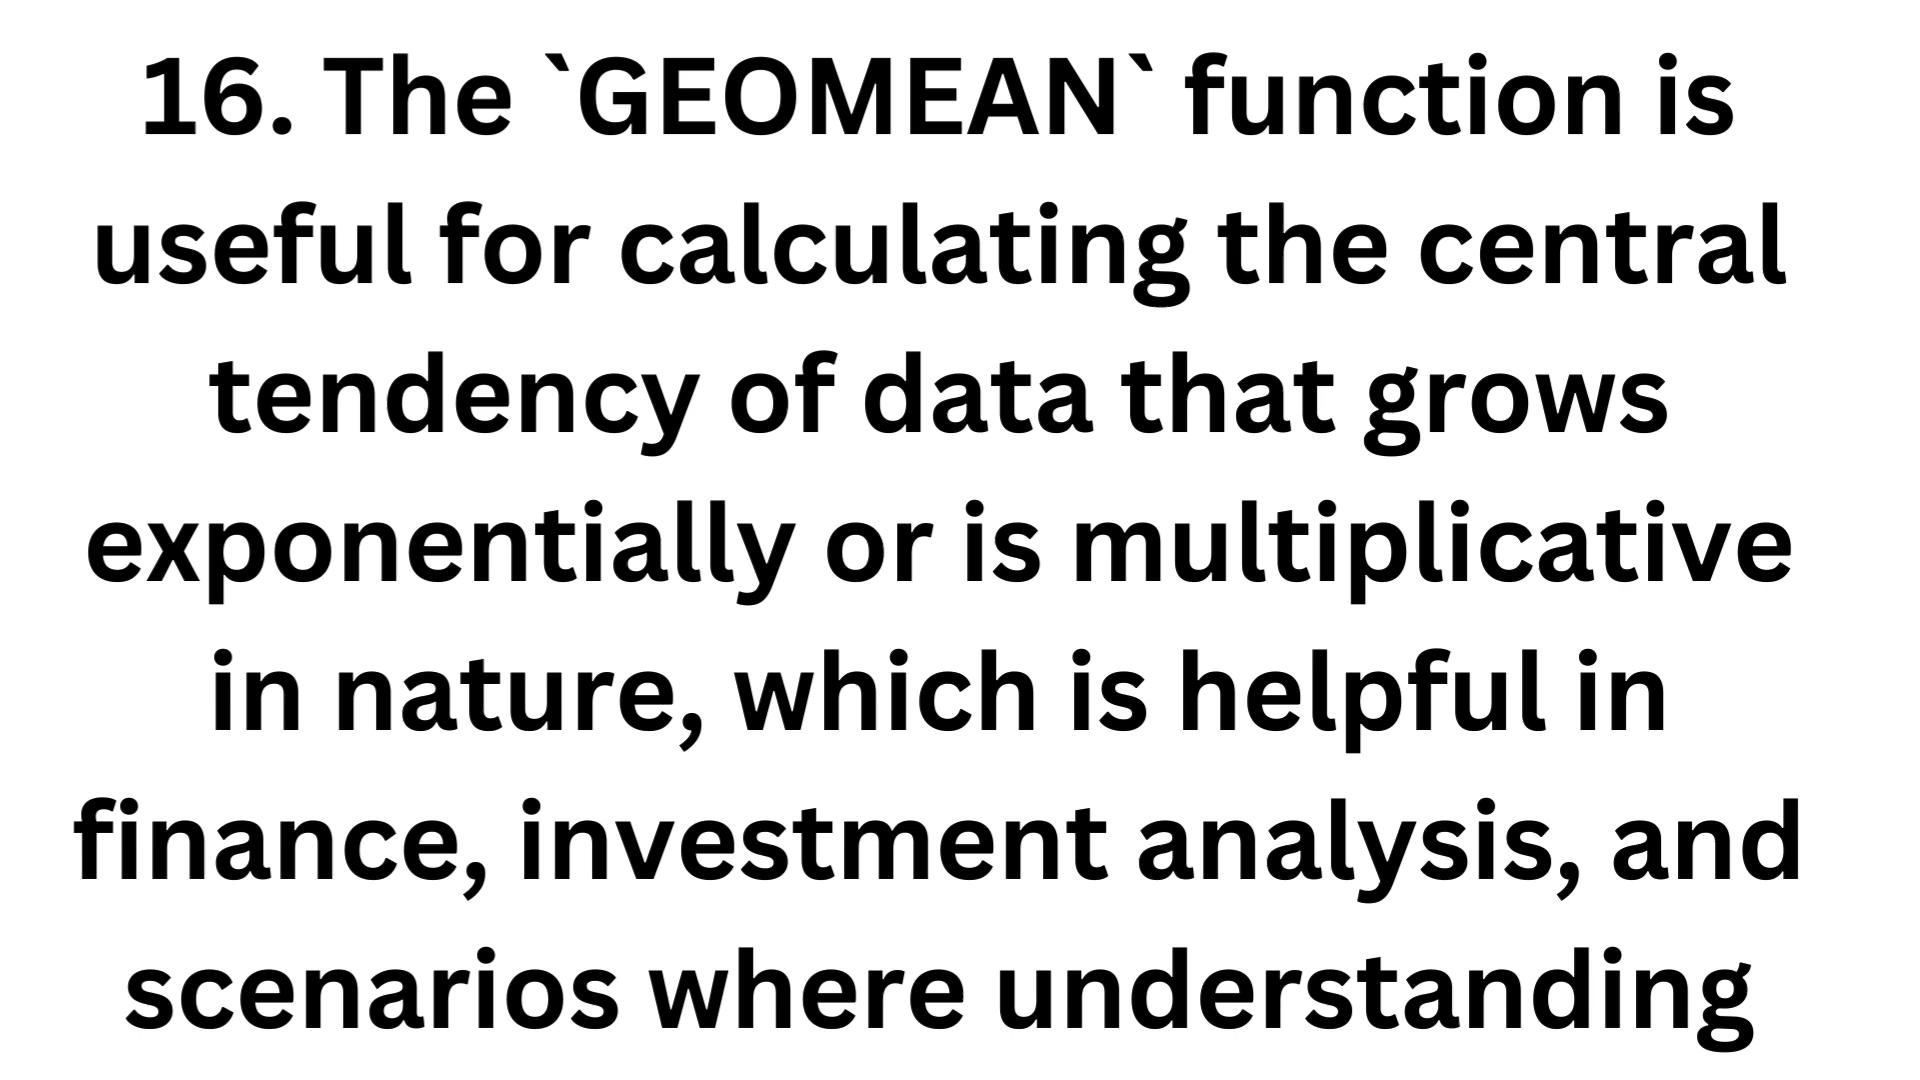 16. The `GEOMEAN` function is
useful for calculating the central
tendency of data that grows
exponentially or is multiplicative
in nature, which is helpful in
finance, investment analysis, and
scenarios where understanding